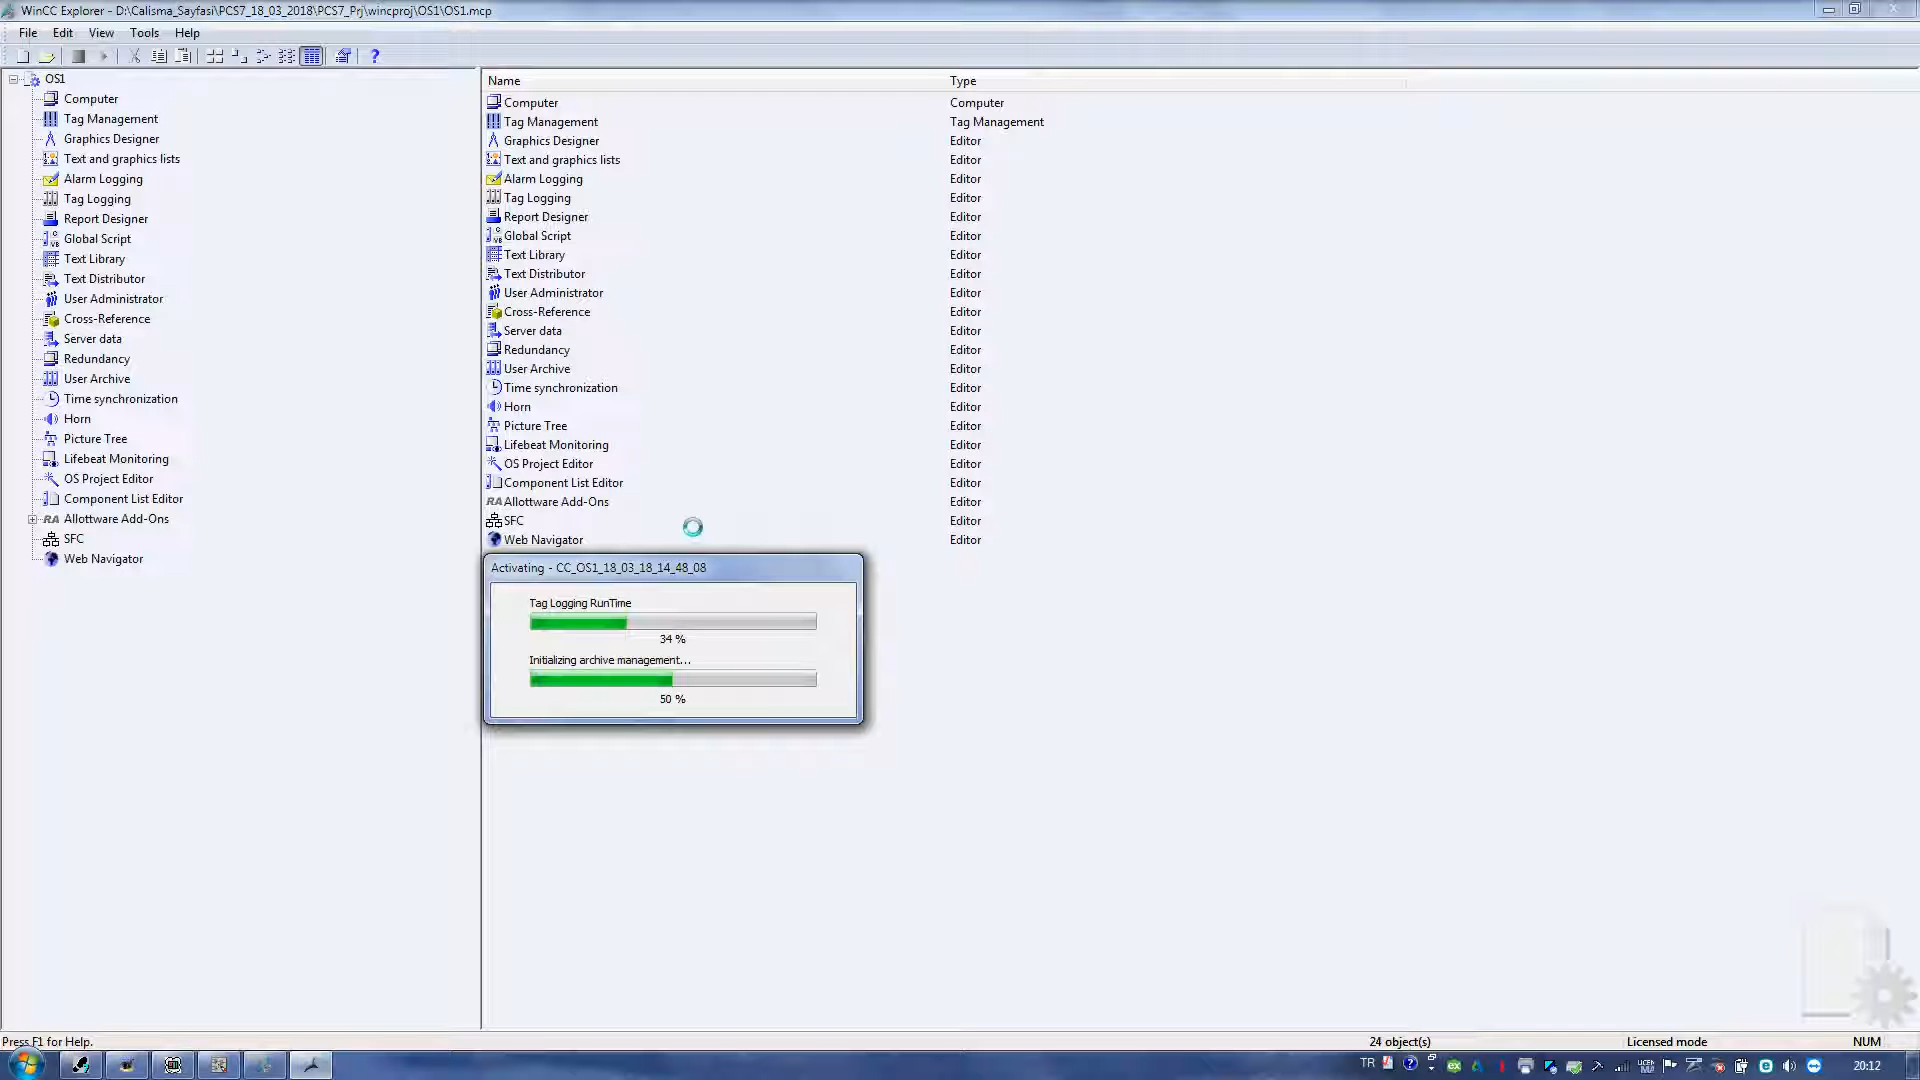 WinCC Explorer - D:\Calisma_Sayfasi\PCS7_18_03_2018\PCS7_Prj\wincproj\OS1\OS1.mcp
File Edit View Tools Help
OS1
Computer
Tag Management
Graphics Designer
Text and graphics lists
Alarm Logging
Tag Logging
Report Designer
Global Script
Text Library
Text Distributor
User Administrator
Cross-Reference
Server data
Redundancy
User Archive
Time synchronization
Horn
Picture Tree
Lifebeat Monitoring
OS Project Editor
Component List Editor
RA Allottware Add-Ons
SFC
Web Navigator
Name Type
Computer Computer
Tag Management Tag Management
Graphics Designer Editor
Text and graphics lists Editor
Alarm Logging Editor
Tag Logging Editor
Report Designer Editor
Global Script Editor
Text Library Editor
Text Distributor Editor
User Administrator Editor
Cross-Reference Editor
Server data Editor
Redundancy Editor
User Archive Editor
Time synchronization Editor
Horn Editor
Picture Tree Editor
Lifebeat Monitoring Editor
OS Project Editor Editor
Component List Editor Editor
RA Allottware Add-Ons Editor
SFC Editor
Web Navigator Editor
Activating - CC_OS1_18_03_18_14_48_08
Tag Logging RunTime
34 %
Initializing archive management...
50 %
Press F1 for Help. 24 object(s) Licensed mode NUM
TR 20:12